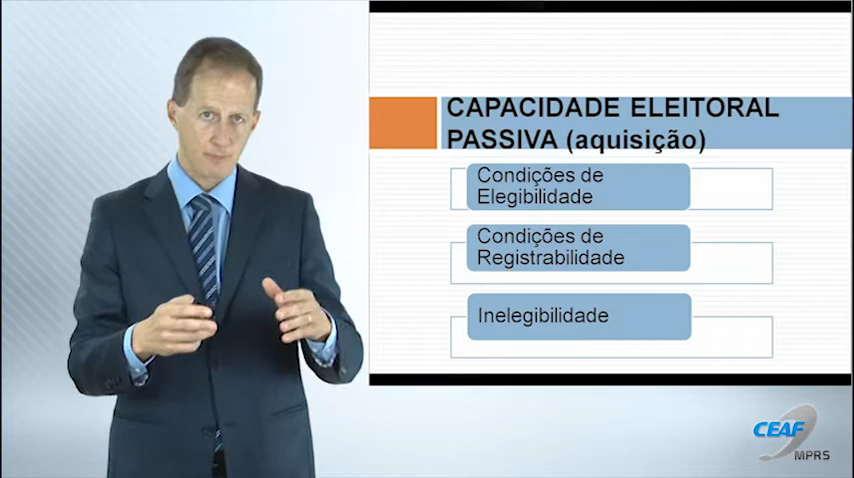 CAPACIDADE ELEITORAL
PASSIVA (aquisição)
Condições de
Elegibilidade
Condições de
Registrabilidade
Inelegibilidade
CEAF
MPRS